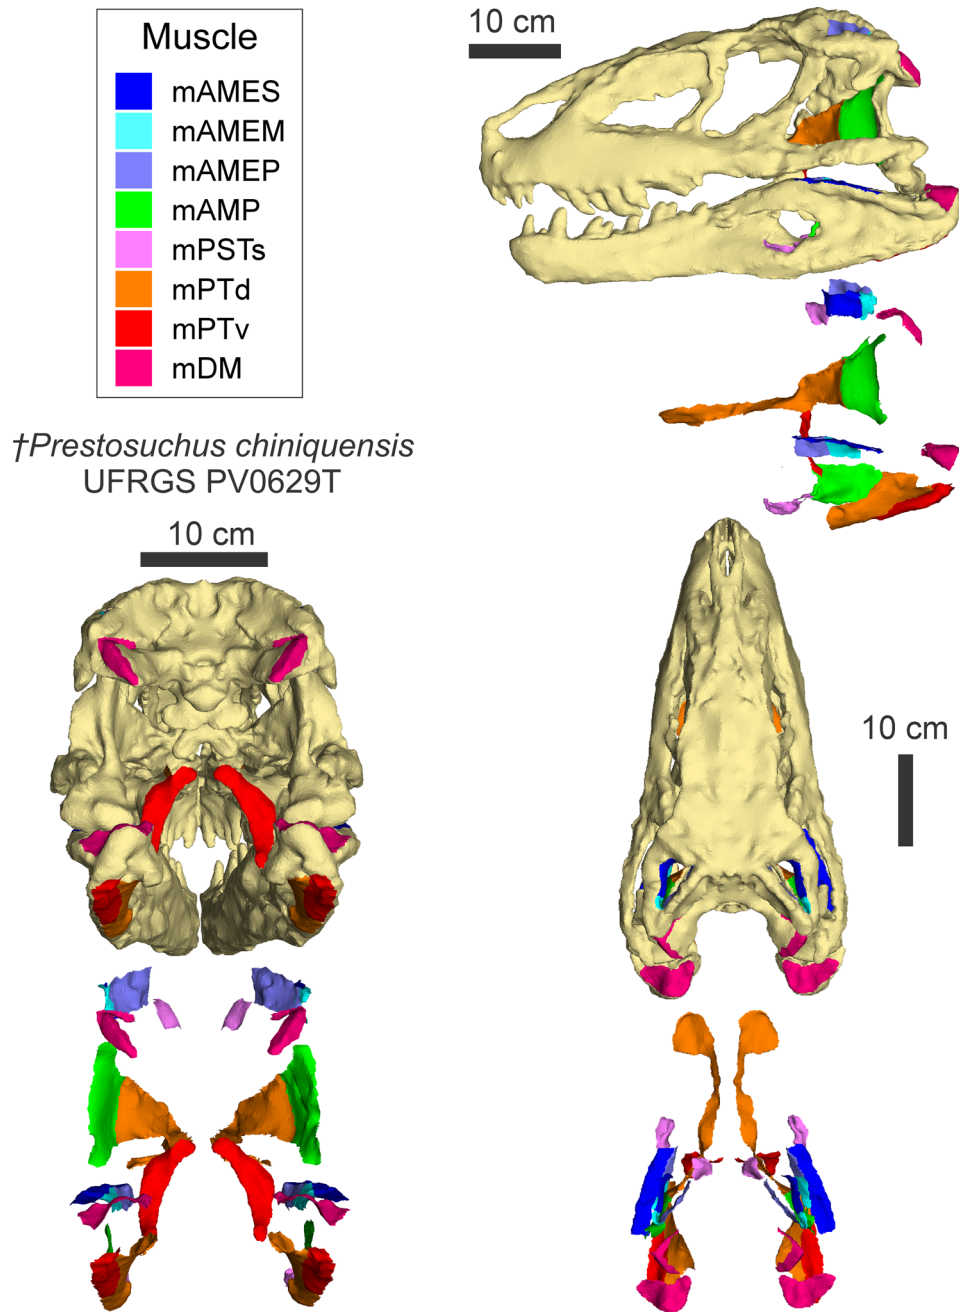 Muscle
mAMES
mAMEM
mAMEP
mAMP
mPSTs
mPTd
mPTv
mDM
10 cm
†Prestosuchus chiniquensis
UFRGS PV0629T
10 cm
10 cm